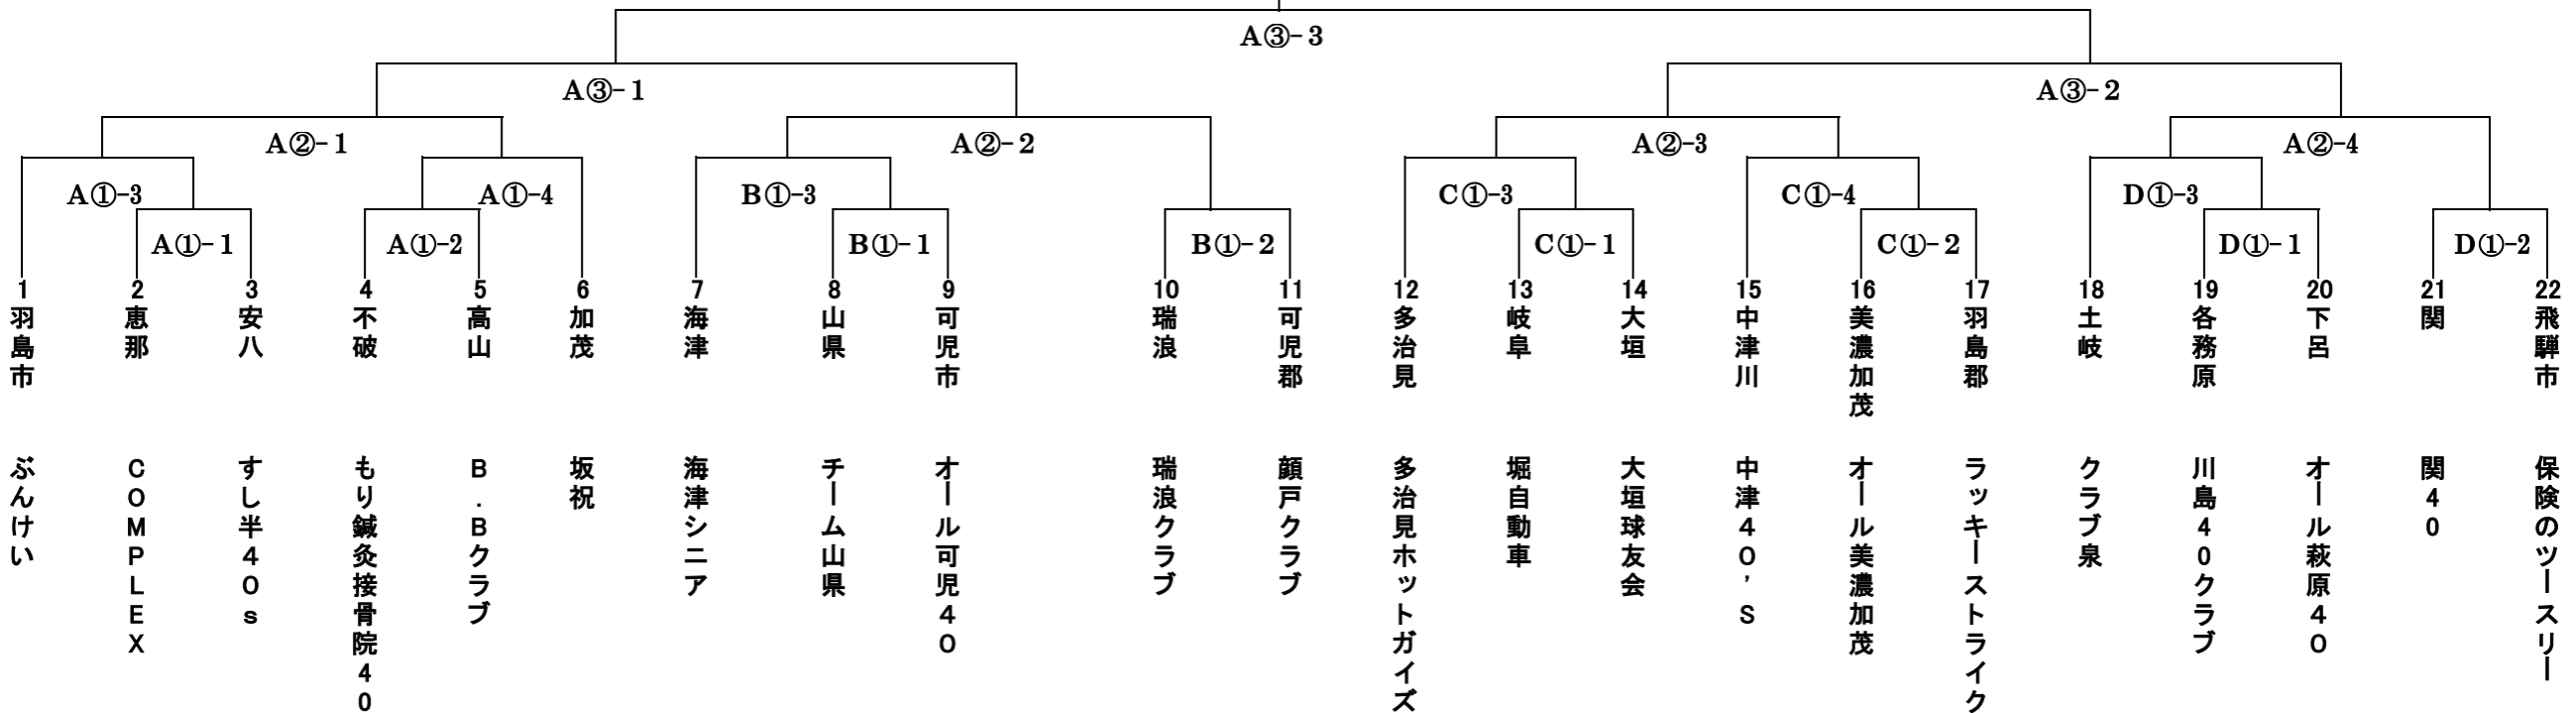 A③-3
A③-1
A③-2
A②-1
A②-2
A②-3
A②-4
A①-3
A①-4
B①-3
C①-3
C①-4
D①-3
A①-1
A①-2
B①-1
B①-2
C①-1
C①-2
D①-1
D①-2
1 羽島市 ぶんけい
2 恵那 COMPLEX
3 安八 すし半40s
4 不破 もり鍼灸接骨院40
5 高山 B.Bクラブ
6 加茂 坂祝
7 海津 海津シニア
8 山県 チーム山県
9 可児市 オール可児40
10 瑞浪 瑞浪クラブ
11 可児郡 顔戸クラブ
12 多治見 多治見ホットガイズ
13 岐阜 堀自動車
14 大垣 大垣球友会
15 中津川 中津40'S
16 美濃加茂 オール美濃加茂
17 羽島郡 ラッキーストライク
18 土岐 クラブ泉
19 各務原 川島40クラブ
20 下呂 オール萩原40
21 関 関40
22 飛騨市 保険のツースリー